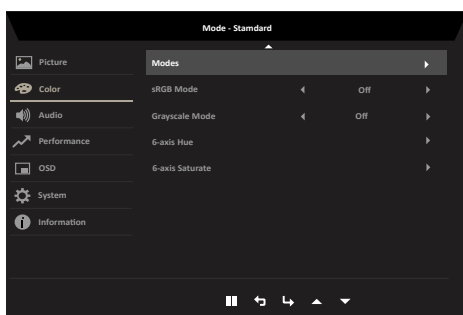 Mode - Stamdard
Picture
Modes
Color
sRGB Mode
Off
Audio
Grayscale Mode
Off
Performance
6-axis Hue
OSD
6-axis Saturate
System
Information